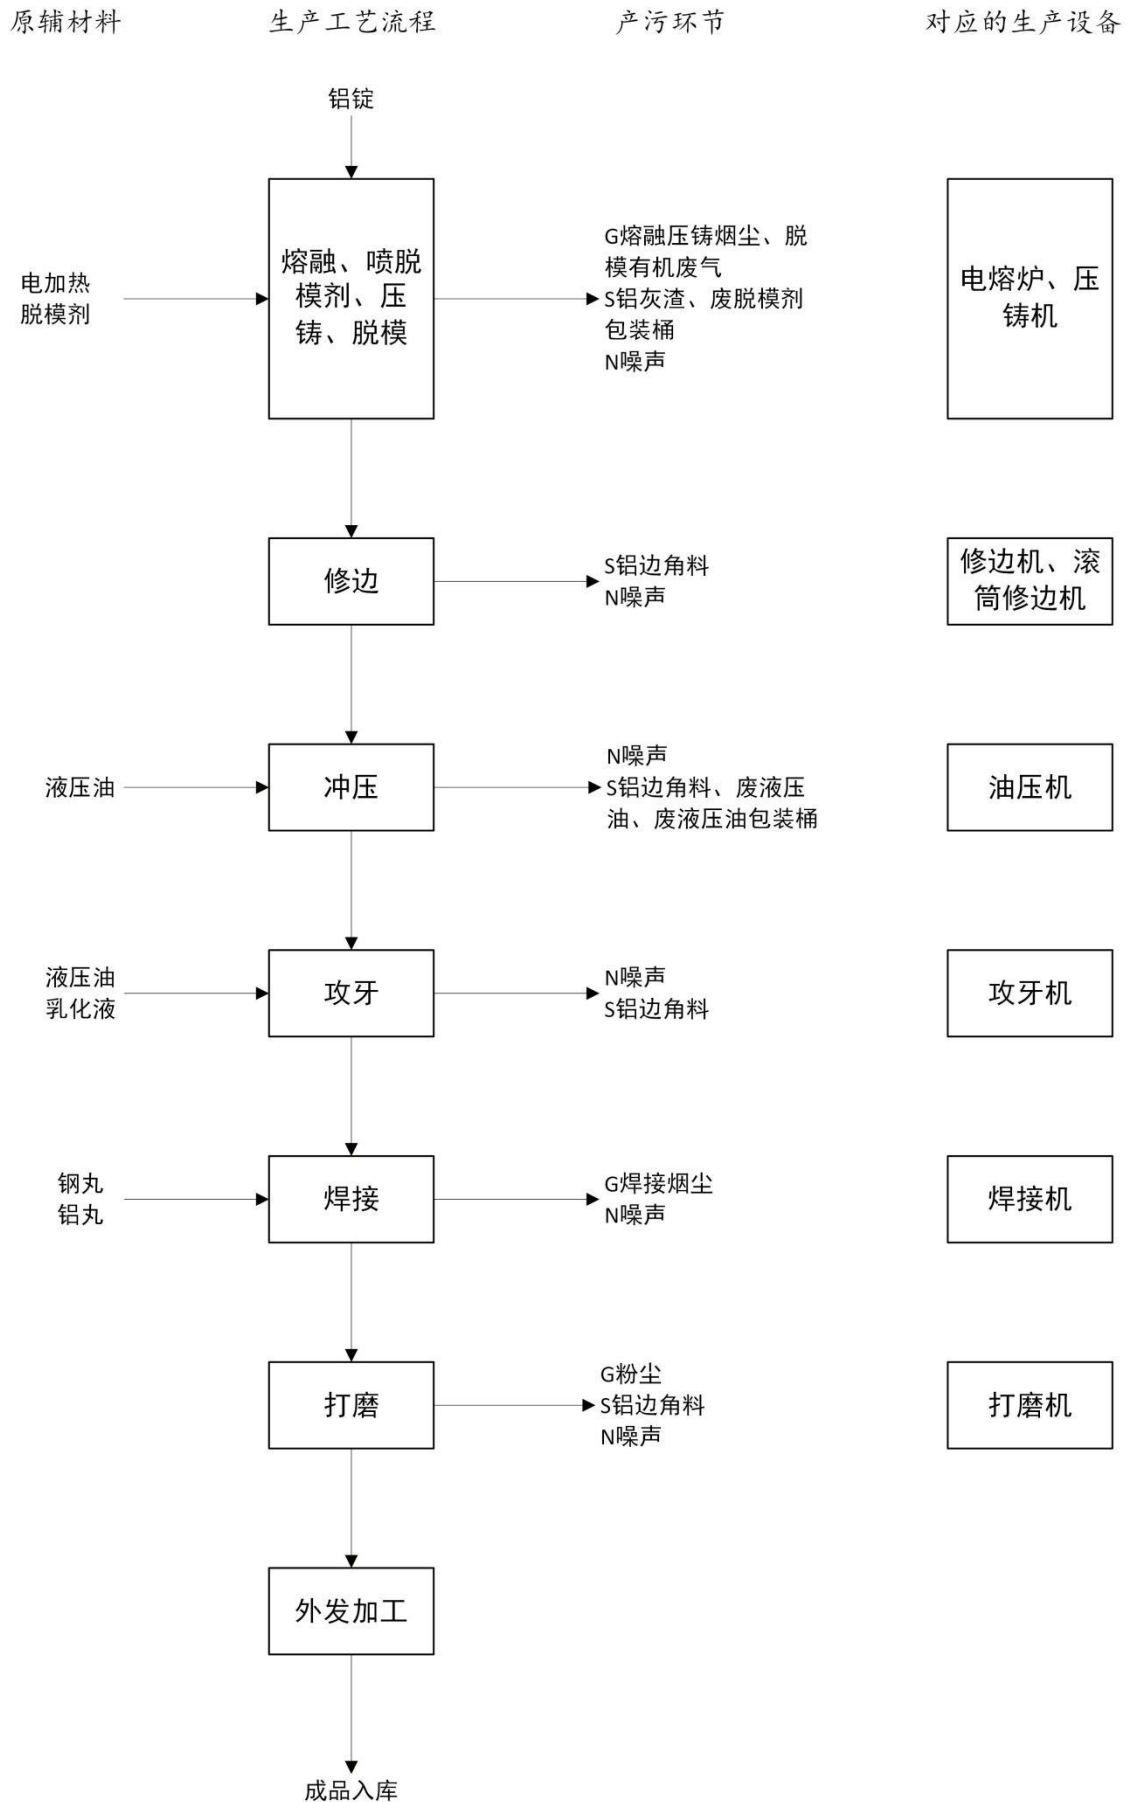 原辅材料
生产工艺流程
产污环节
对应的生产设备
铝锭
电加热
脱模剂
熔融、喷脱
模剂、压
铸、脱模
G熔融压铸烟尘、脱
模有机废气
S铝灰渣、废脱模剂
包装桶
N噪声
电熔炉、压
铸机
修边
S铝边角料
N噪声
修边机、滚
筒修边机
液压油
冲压
N噪声
S铝边角料、废液压
油、废液压油包装桶
油压机
液压油
乳化液
攻牙
N噪声
S铝边角料
攻牙机
钢丸
铝丸
焊接
G焊接烟尘
N噪声
焊接机
打磨
G粉尘
S铝边角料
N噪声
打磨机
外发加工
成品入库